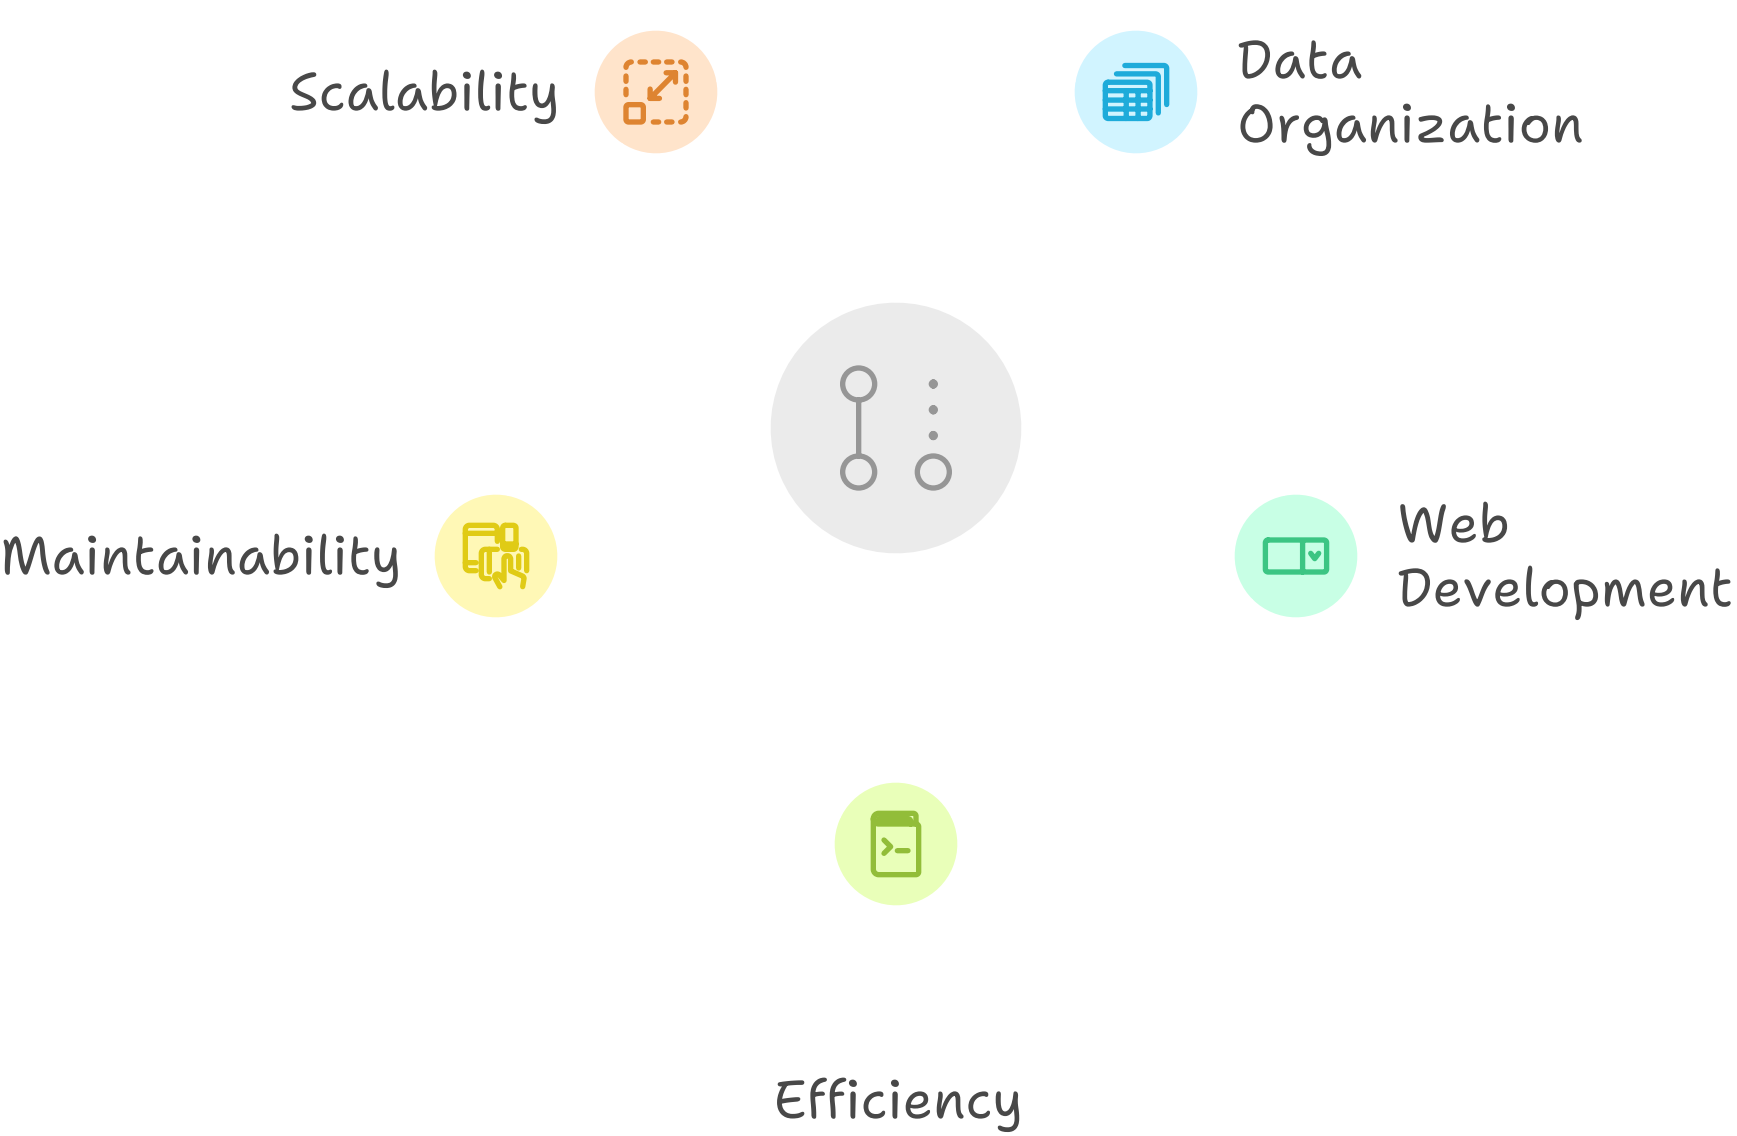 Scalability
Data
Organization
Maintainability
Web
Development
Efficiency